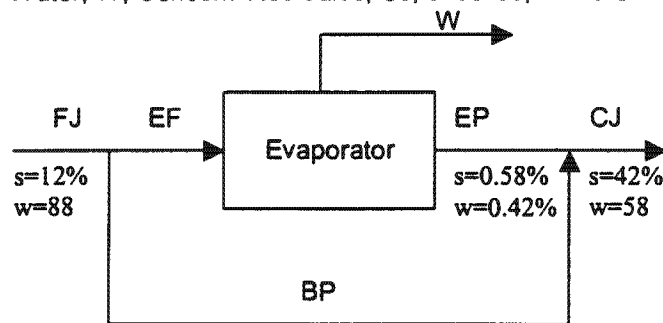 W
FJ EF EP CJ
Evaporator
s=12% s=0.58% s=42%
w=88 w=0.42% w=58
BP